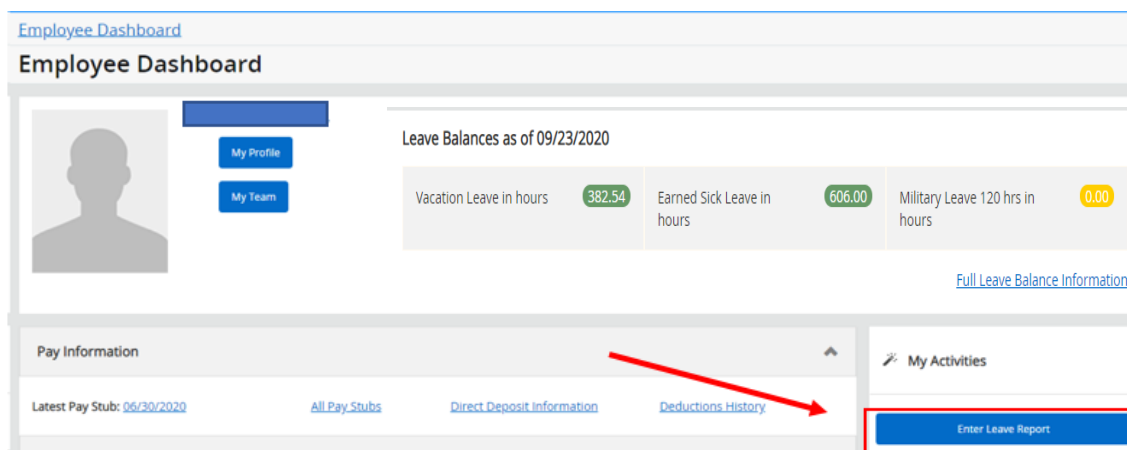 Employee Dashboard
Employee Dashboard
My Profile
My Team
Leave Balances as of 09/23/2020
Vacation Leave in hours 382.54
Earned Sick Leave in hours 606.00
Military Leave 120 hrs in hours 0.00
Full Leave Balance Information
Pay Information
My Activities
Latest Pay Stub: 06/30/2020 All Pay Stubs Direct Deposit Information Deductions History
Enter Leave Report